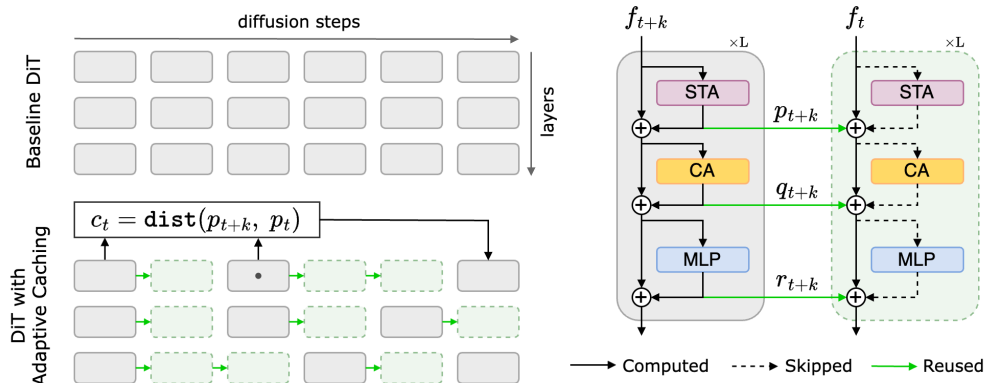 diffusion steps
Baseline DiT
layers
c_t = dist(p_{t+k}, p_t)
DiT with
Adaptive Caching
f_{t+k}
f_t
×L
×L
STA
STA
p_{t+k}
CA
CA
q_{t+k}
MLP
MLP
r_{t+k}
Computed
Skipped
Reused